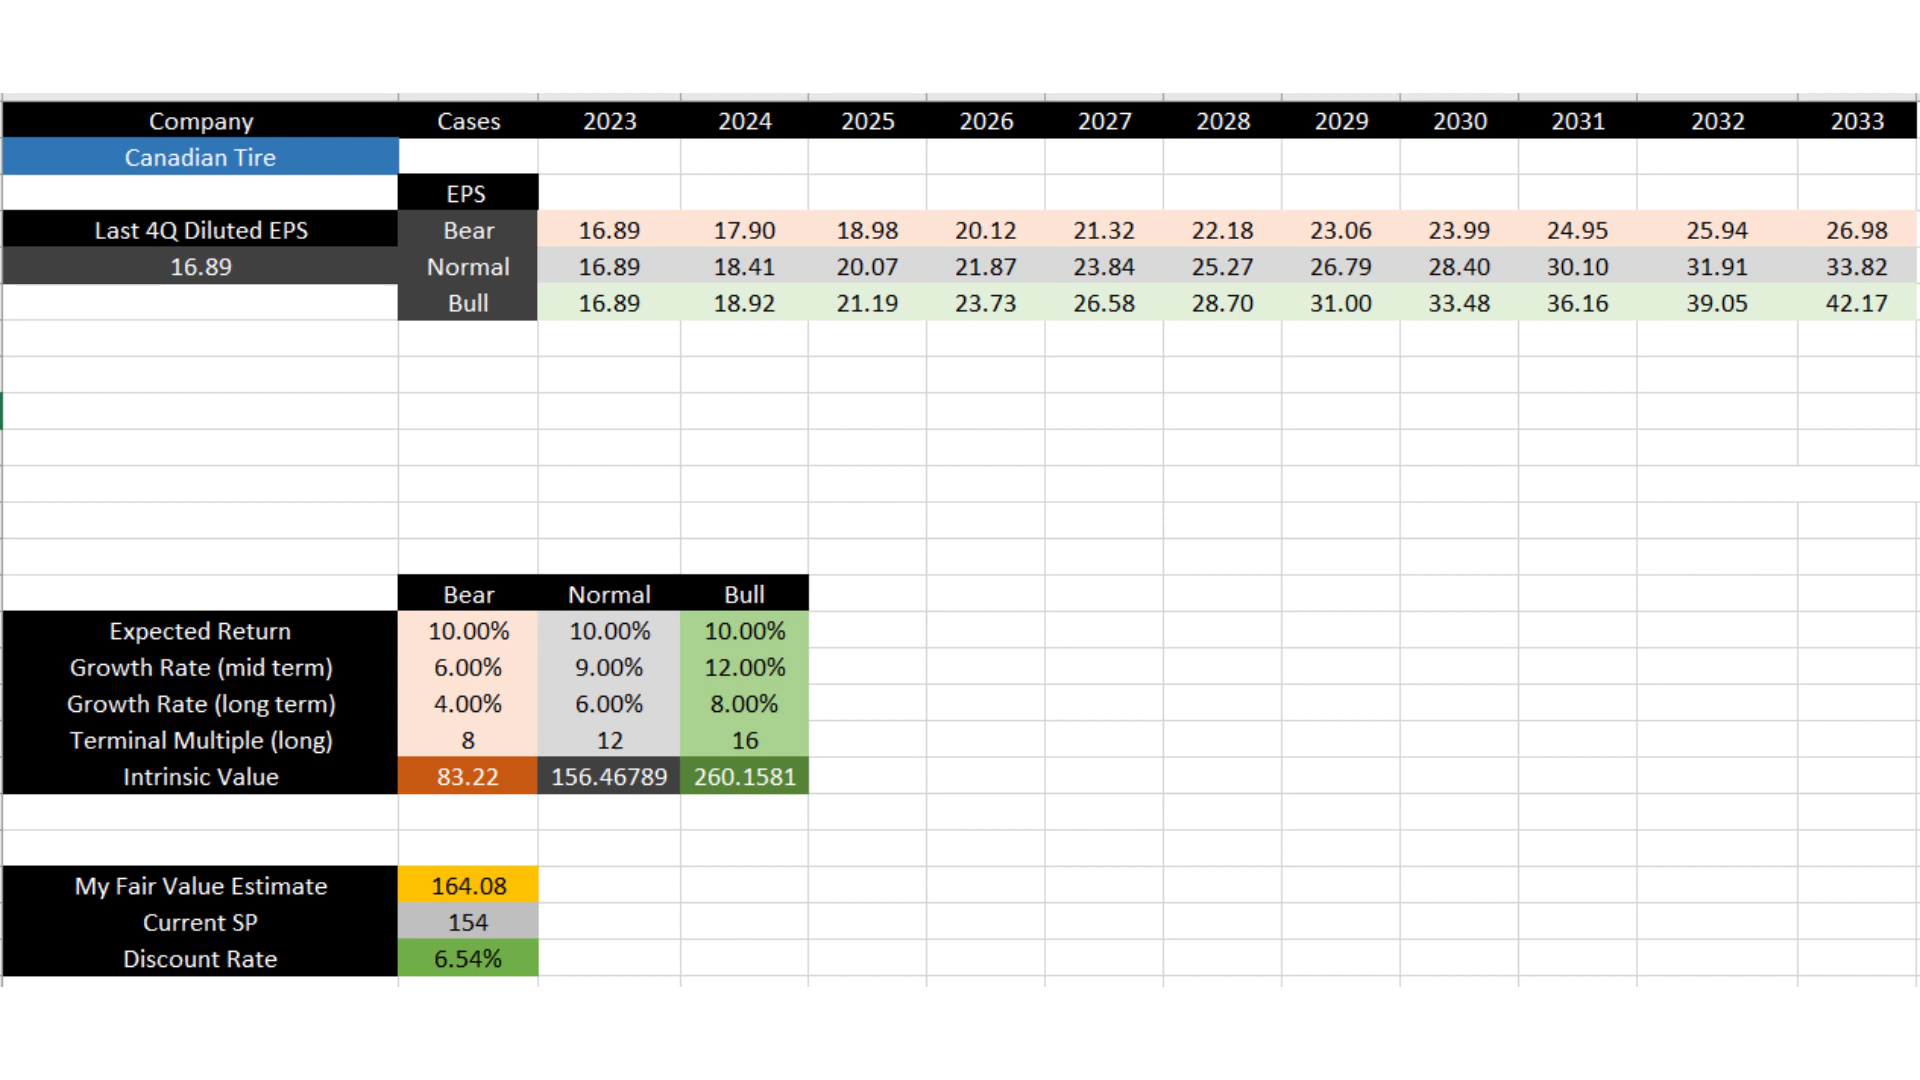 Company Cases 2023 2024 2025 2026 2027 2028 2029 2030 2031 2032 2033
Canadian Tire
EPS
Last 4Q Diluted EPS Bear 16.89 17.90 18.98 20.12 21.32 22.18 23.06 23.99 24.95 25.94 26.98
16.89 Normal 16.89 18.41 20.07 21.87 23.84 25.27 26.79 28.40 30.10 31.91 33.82
Bull 16.89 18.92 21.19 23.73 26.58 28.70 31.00 33.48 36.16 39.05 42.17
Bear Normal Bull
Expected Return 10.00% 10.00% 10.00%
Growth Rate (mid term) 6.00% 9.00% 12.00%
Growth Rate (long term) 4.00% 6.00% 8.00%
Terminal Multiple (long) 8 12 16
Intrinsic Value 83.22 156.46789 260.1581
My Fair Value Estimate 164.08
Current SP 154
Discount Rate 6.54%